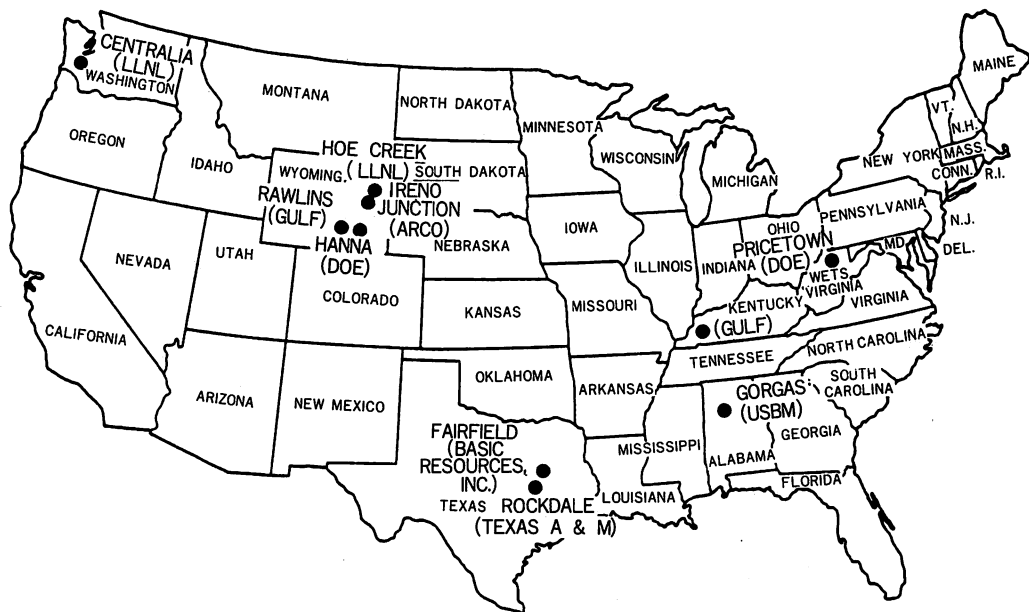 CENTRALIA
(LLNL)
WASHINGTON
MONTANA
NORTH DAKOTA
MINNESOTA
MAINE
VT.
N.H.
OREGON
IDAHO
HOE CREEK
WYOMING. (LLNL) SOUTH DAKOTA
WISCONSIN
MICHIGAN
NEW YORK
MASS.
CONN.
R.I.
RAWLINS
(GULF)
IRENO
JUNCTION
(ARCO)
HANNA
(DOE)
NEBRASKA
IOWA
OHIO
PENNSYLVANIA
N.J.
PRICETOWN
(DOE)
MD.
DEL.
NEVADA
UTAH
COLORADO
KANSAS
MISSOURI
ILLINOIS
INDIANA
WETS
VIRGINIA
KENTUCKY
VIRGINIA
CALIFORNIA
(GULF)
TENNESSEE
NORTH CAROLINA
ARIZONA
NEW MEXICO
OKLAHOMA
ARKANSAS
GORGAS:
(USBM)
SOUTH
CAROLINA
FAIRFIELD
(BASIC
RESOURCES,
INC.)
MISSISSIPPI
ALABAMA
GEORGIA
TEXAS
ROCKDALE
(TEXAS A & M)
LOUISIANA
FLORIDA